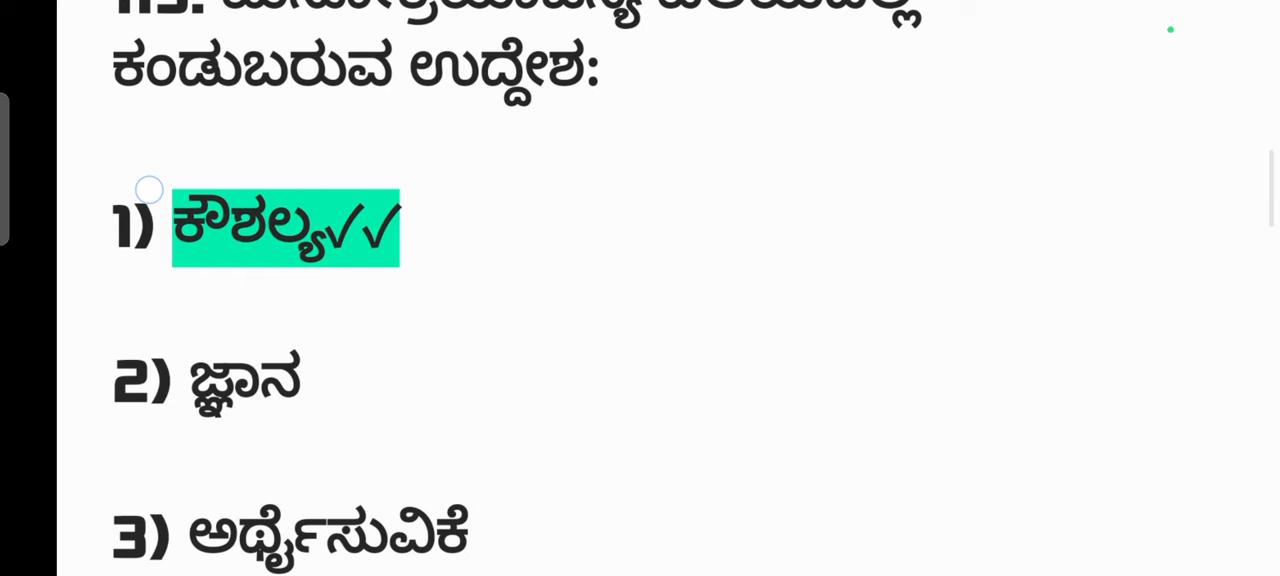 ಕಂಡುಬರುವ ಉದ್ದೇಶ:
1) ಕೌಶಲ್ಯ✓✓
2) ಜ್ಞಾನ
3) ಅರ್ಥೈಸುವಿಕೆ